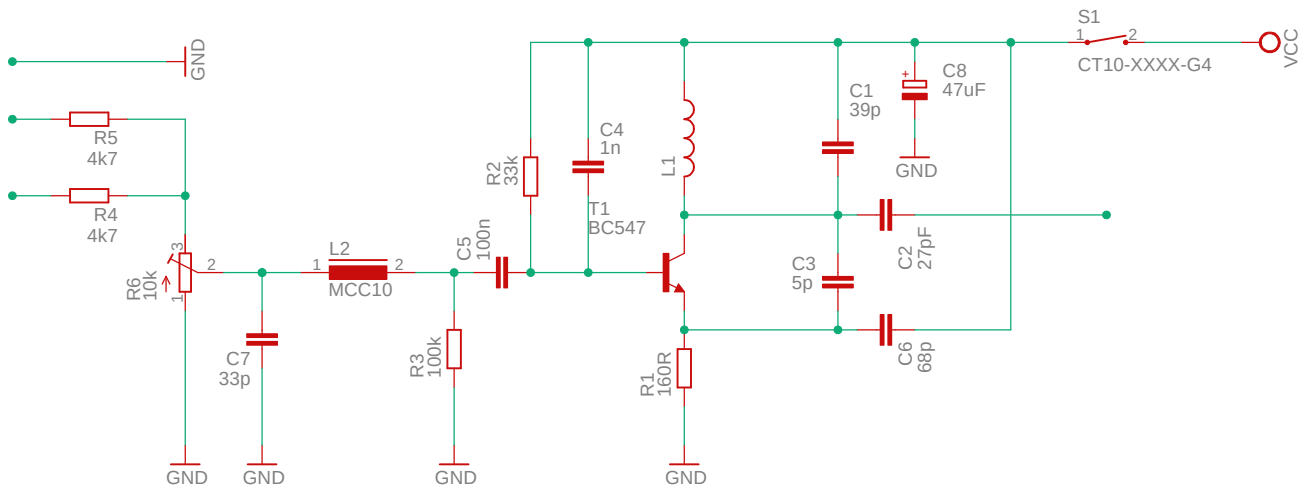 S1
1
2
CT10-XXXX-G4
VCC
GND
C8
47uF
+
C1
39p
C4
1n
R5
4k7
R2
33k
L1
GND
R4
4k7
T1
BC547
C5
100n
C2
27pF
3
2
1
R6
10k
L2
1
2
MCC10
C3
5p
C7
33p
R3
100k
R1
160R
C6
68p
GND
GND
GND
GND